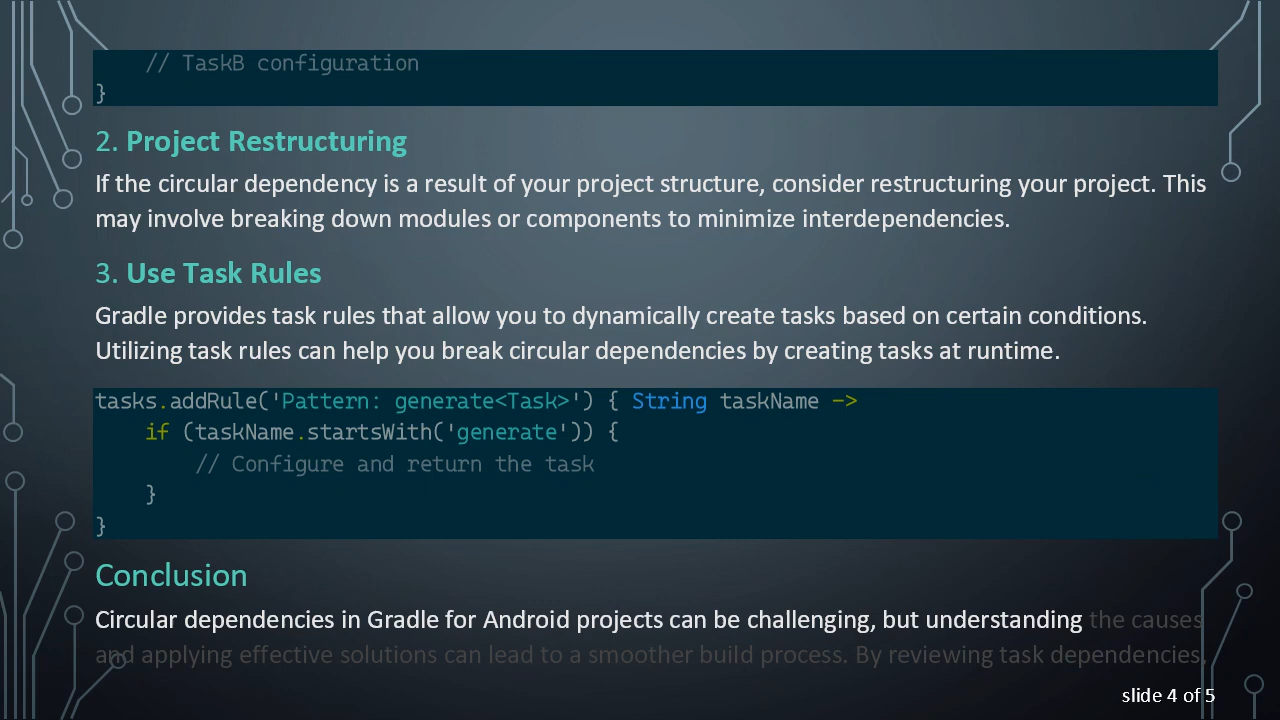 // TaskB configuration
}
2. Project Restructuring
If the circular dependency is a result of your project structure, consider restructuring your project. This
may involve breaking down modules or components to minimize interdependencies.
3. Use Task Rules
Gradle provides task rules that allow you to dynamically create tasks based on certain conditions.
Utilizing task rules can help you break circular dependencies by creating tasks at runtime.
tasks.addRule('Pattern: generate<Task>') { String taskName ->
    if (taskName.startsWith('generate')) {
        // Configure and return the task
    }
}
Conclusion
Circular dependencies in Gradle for Android projects can be challenging, but understanding the causes
and applying effective solutions can lead to a smoother build process. By reviewing task dependencies,
slide 4 of 5